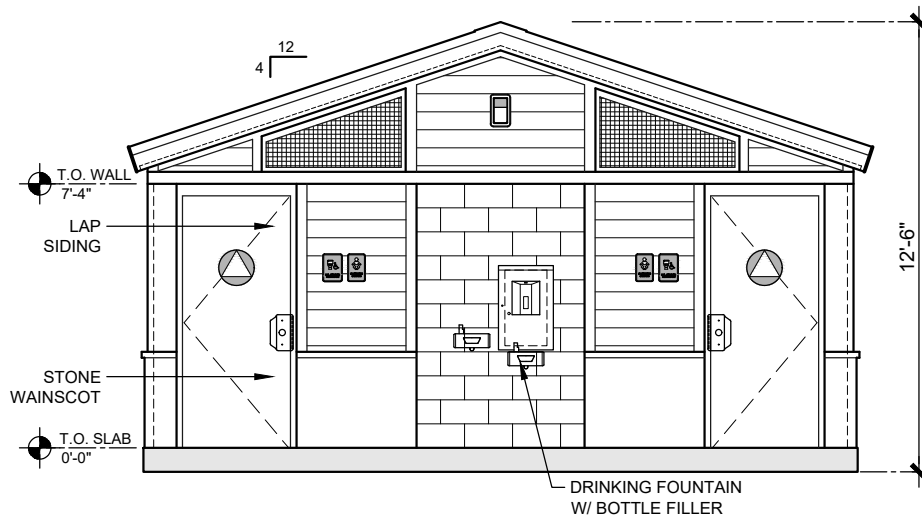 12
4
T.O. WALL
7'-4"
LAP
SIDING
12'-6"
STONE
WAINSCOT
T.O. SLAB
0'-0"
DRINKING FOUNTAIN
W/ BOTTLE FILLER